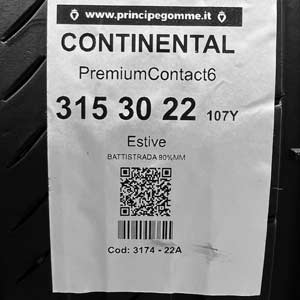 www.principegomme.it
CONTINENTAL
PremiumContact6
315 30 22 107Y
Estive
BATTISTRADA 80%MM
Cod: 3174 - 22A